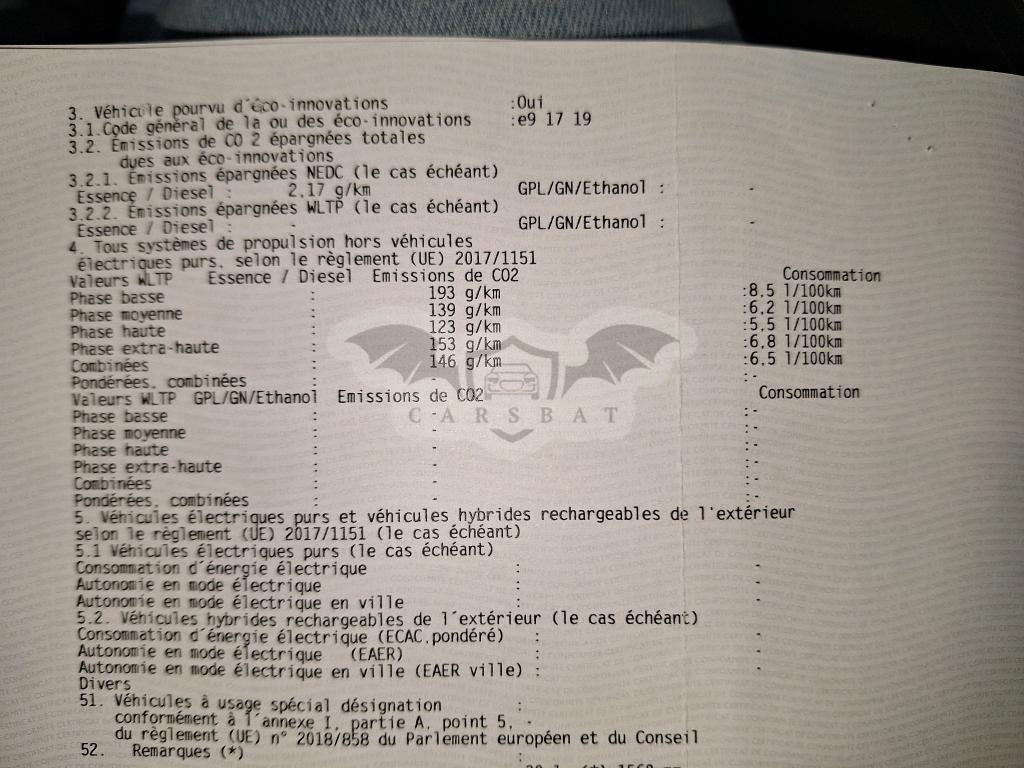 3. Véhicule pourvu d'éco-innovations :Oui
3.1.Code général de la ou des éco-innovations :e9 17 19
3.2. Emissions de CO 2 épargnées totales
dues aux éco-innovations
3.2.1. Emissions épargnées NEDC (le cas échéant)
Essence / Diesel : 2.17 g/km GPL/GN/Ethanol : -
3.2.2. Émissions épargnées WLTP (le cas échéant)
Essence / Diesel : - GPL/GN/Ethanol : -
4. Tous systèmes de propulsion hors véhicules
électriques purs, selon le règlement (UE) 2017/1151
Valeurs WLTP Essence / Diesel Emissions de CO2 Consommation
Phase basse : 193 g/km :8.5 l/100km
Phase moyenne : 139 g/km :6.2 l/100km
Phase haute : 123 g/km :5.5 l/100km
Phase extra-haute : 153 g/km :6.8 l/100km
Combinées : 146 g/km :6.5 l/100km
Pondérées, combinées : - :-
Valeurs WLTP GPL/GN/Ethanol Emissions de CO2 Consommation
Phase basse : - :-
Phase moyenne : - :-
Phase haute : - :-
Phase extra-haute : - :-
Combinées : - :-
Pondérées, combinées : - :-
CARSBAT
5. Véhicules électriques purs et véhicules hybrides rechargeables de l'extérieur
selon le règlement (UE) 2017/1151 (le cas échéant)
5.1 Véhicules électriques purs (le cas échéant)
Consommation d'énergie électrique : -
Autonomie en mode électrique : -
Autonomie en mode électrique en ville : -
5.2. Véhicules hybrides rechargeables de l'extérieur (le cas échéant)
Consommation d'énergie électrique (ECAC,pondéré) : -
Autonomie en mode électrique (EAER) : -
Autonomie en mode électrique en ville (EAER ville) : -
Divers
51. Véhicules à usage spécial désignation :
conformément à l'annexe I, partie A, point 5, -
du règlement (UE) n° 2018/858 du Parlement européen et du Conseil
52. Remarques (*) :